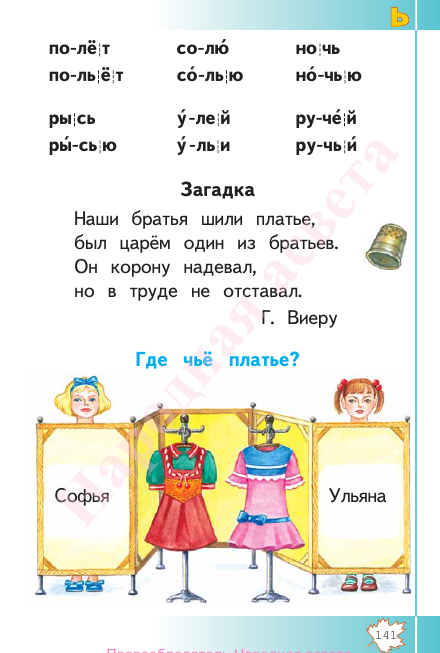 ь
по-лё¦т со-лю́ но¦чь
по-ль¦ё¦т со́-ль¦ю но́-чь¦ю
ры¦сь у́-ле¦й ру-че́¦й
ры́-сь¦ю у́-ль¦и ру-чь¦и́
Загадка
Наши братья шили платье,
был царём один из братьев.
Он корону надевал,
но в труде не отставал.
Г. Виеру
Где чьё платье?
Софья Ульяна
141
Правообладатель Народная асвета
Народная асвета